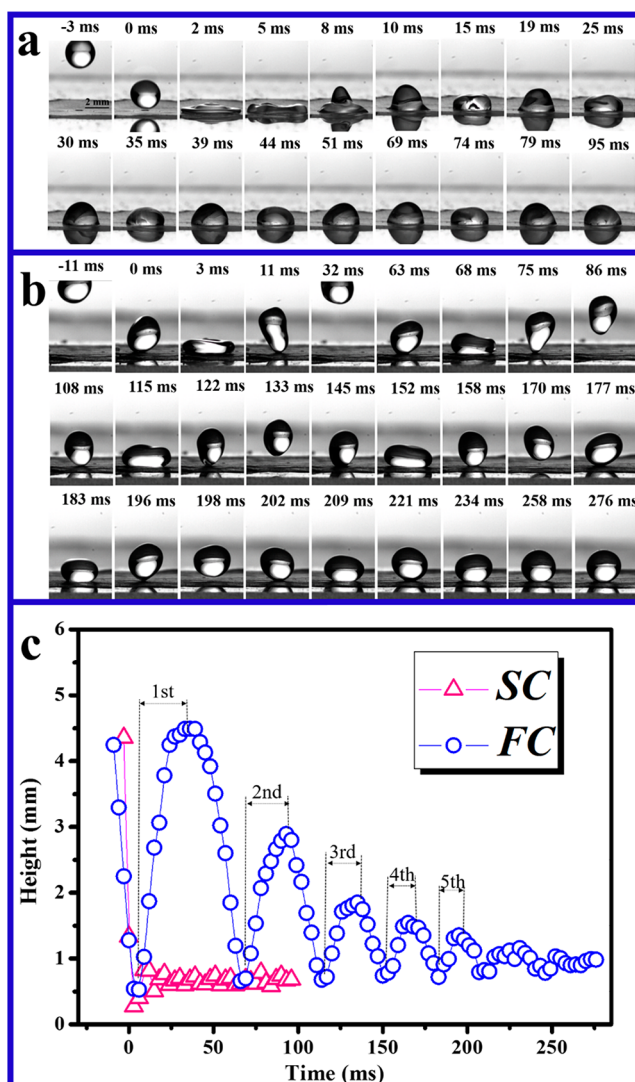 a
-3 ms 0 ms 2 ms 5 ms 8 ms 10 ms 15 ms 19 ms 25 ms
2 mm
30 ms 35 ms 39 ms 44 ms 51 ms 69 ms 74 ms 79 ms 95 ms
b
-11 ms 0 ms 3 ms 11 ms 32 ms 63 ms 68 ms 75 ms 86 ms
108 ms 115 ms 122 ms 133 ms 145 ms 152 ms 158 ms 170 ms 177 ms
183 ms 196 ms 198 ms 202 ms 209 ms 221 ms 234 ms 258 ms 276 ms
c
6
5
4
3
2
1
0
Height (mm)
1st
2nd
3rd
4th
5th
SC
FC
0 50 100 150 200 250
Time (ms)